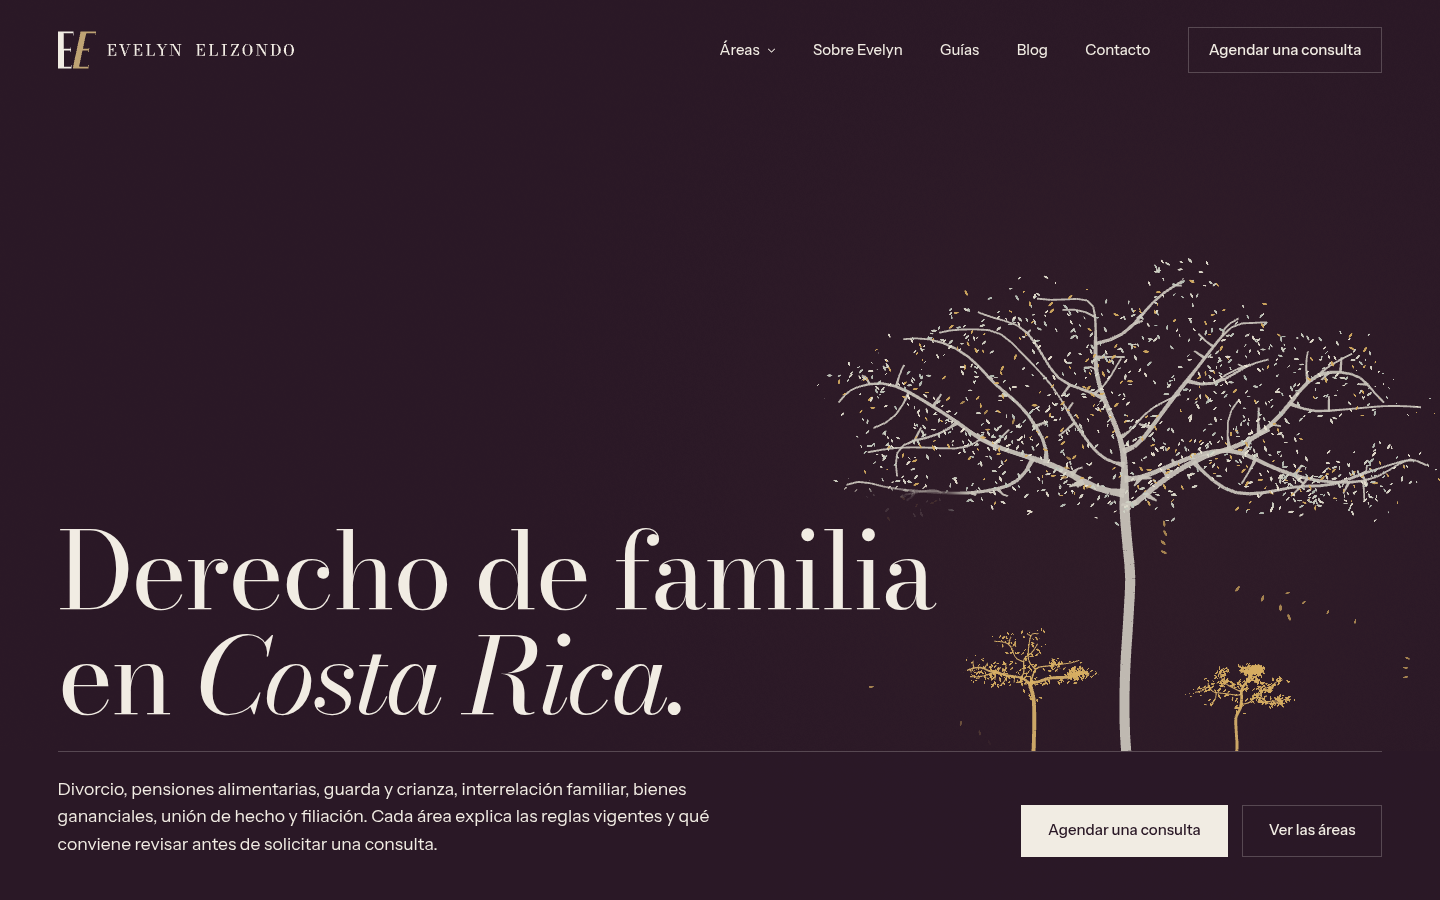 EE EVELYN ELIZONDO
Áreas
Sobre Evelyn
Guías
Blog
Contacto
Agendar una consulta
Derecho de familia
en Costa Rica.
Divorcio, pensiones alimentarias, guarda y crianza, interrelación familiar, bienes
gananciales, unión de hecho y filiación. Cada área explica las reglas vigentes y qué
conviene revisar antes de solicitar una consulta.
Agendar una consulta
Ver las áreas